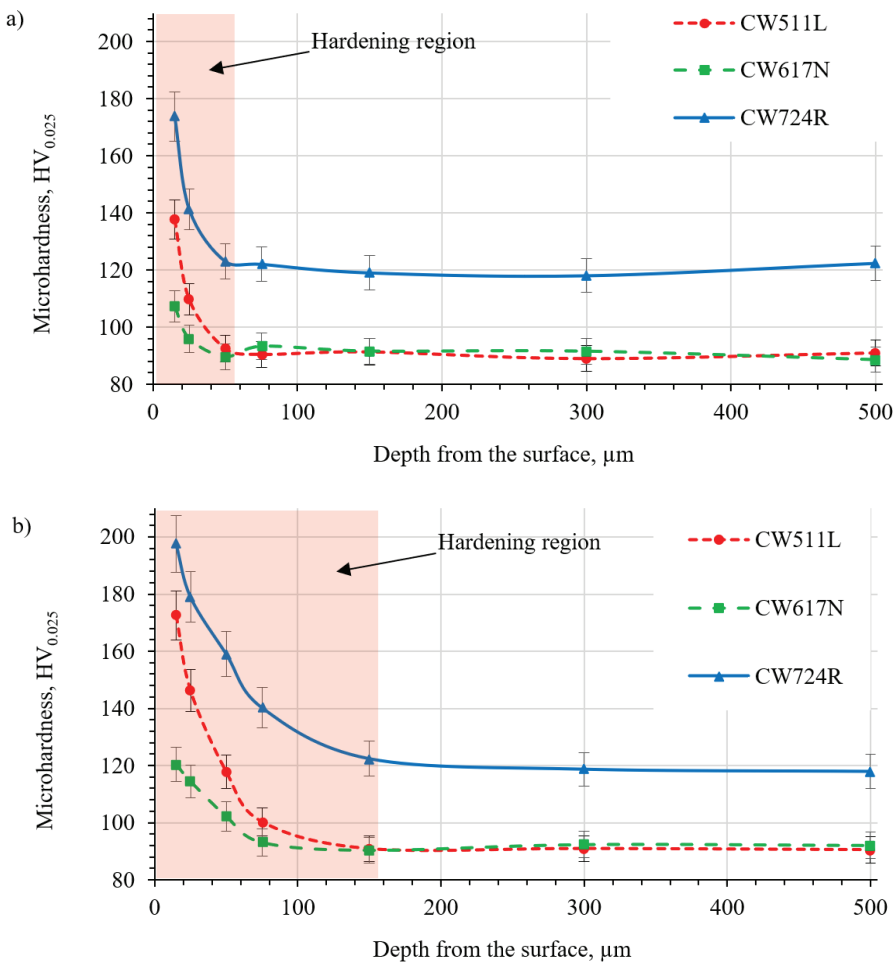 a)
Hardening region
CW511L
CW617N
CW724R
Microhardness, HV0.025
200
180
160
140
120
100
80
0
100
200
300
400
500
Depth from the surface, µm
b)
Hardening region
CW511L
CW617N
CW724R
Microhardness, HV0.025
200
180
160
140
120
100
80
0
100
200
300
400
500
Depth from the surface, µm